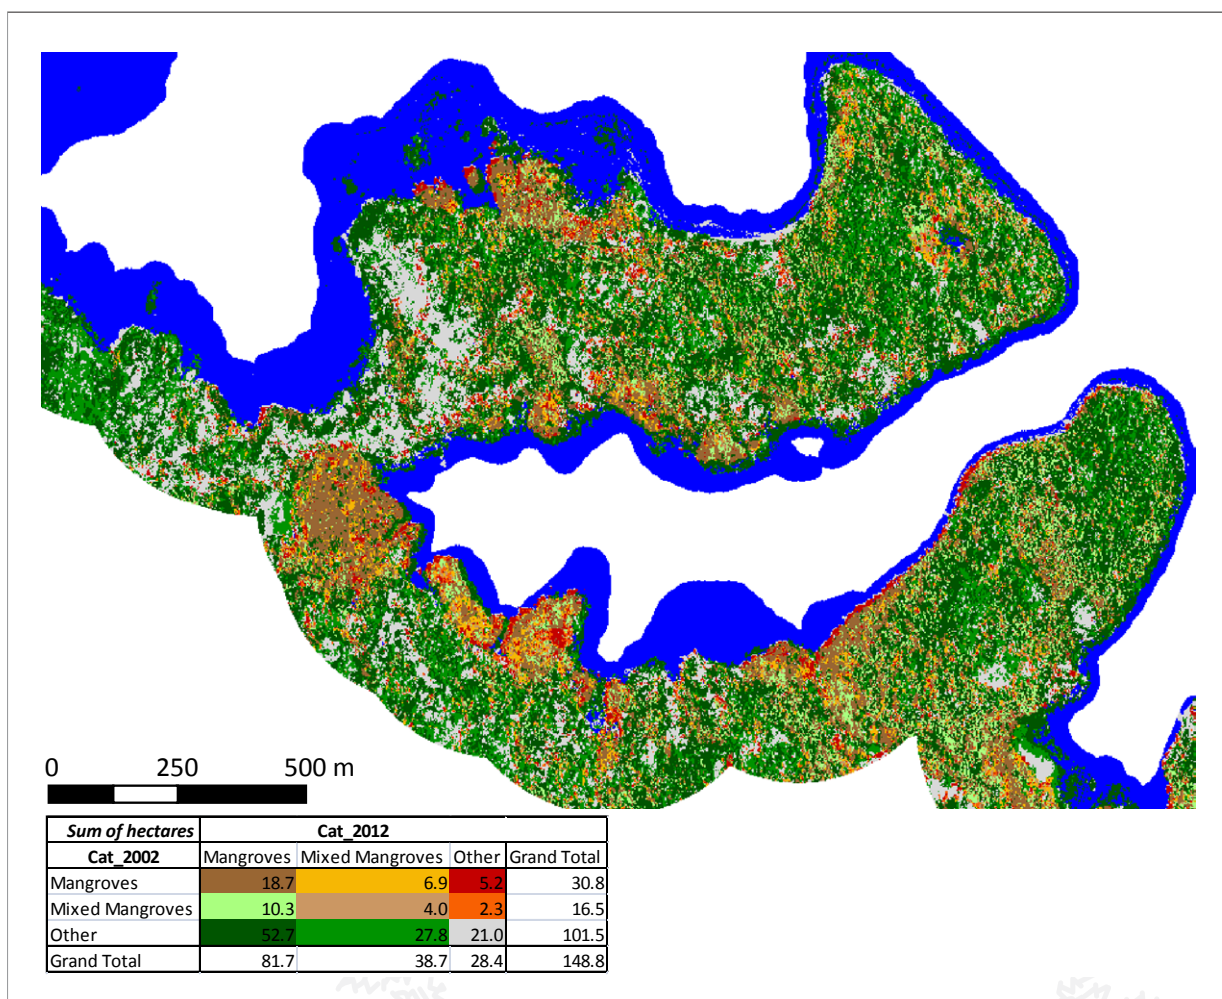 0 250 500 m
Sum of hectares Cat_2012
Cat_2002 Mangroves Mixed Mangroves Other Grand Total
Mangroves 18.7 6.9 5.2 30.8
Mixed Mangroves 10.3 4.0 2.3 16.5
Other 52.7 27.8 21.0 101.5
Grand Total 81.7 38.7 28.4 148.8